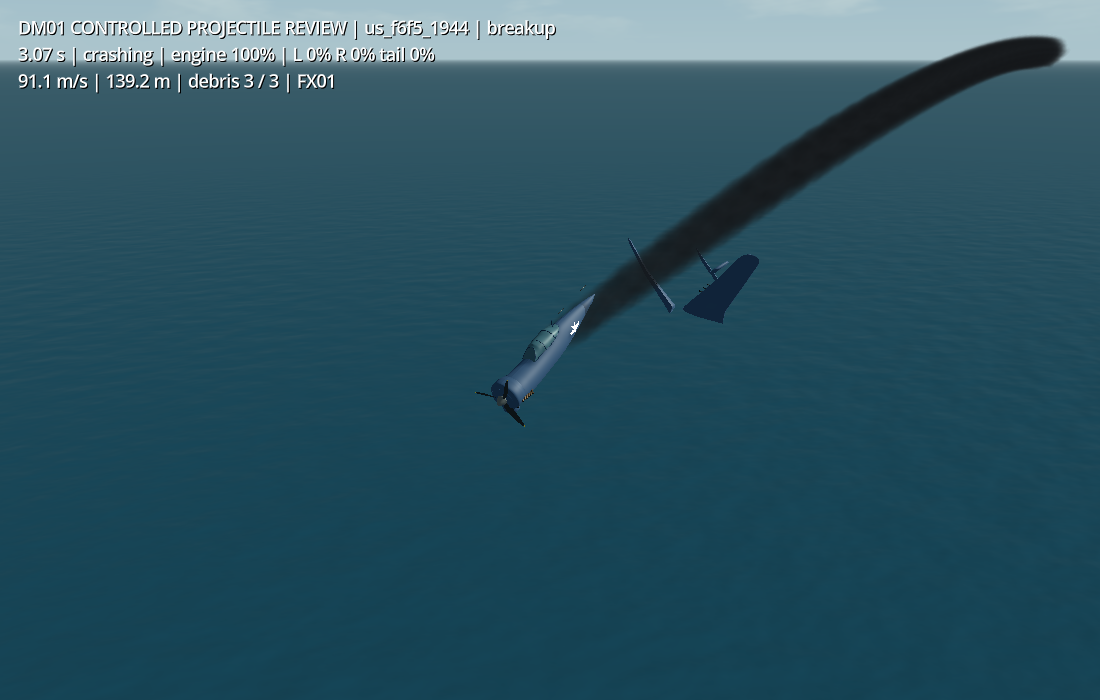 DM01 CONTROLLED PROJECTILE REVIEW | us_f6f5_1944 | breakup
3.07 s | crashing | engine 100% | L 0% R 0% tail 0%
91.1 m/s | 139.2 m | debris 3 / 3 | FX01